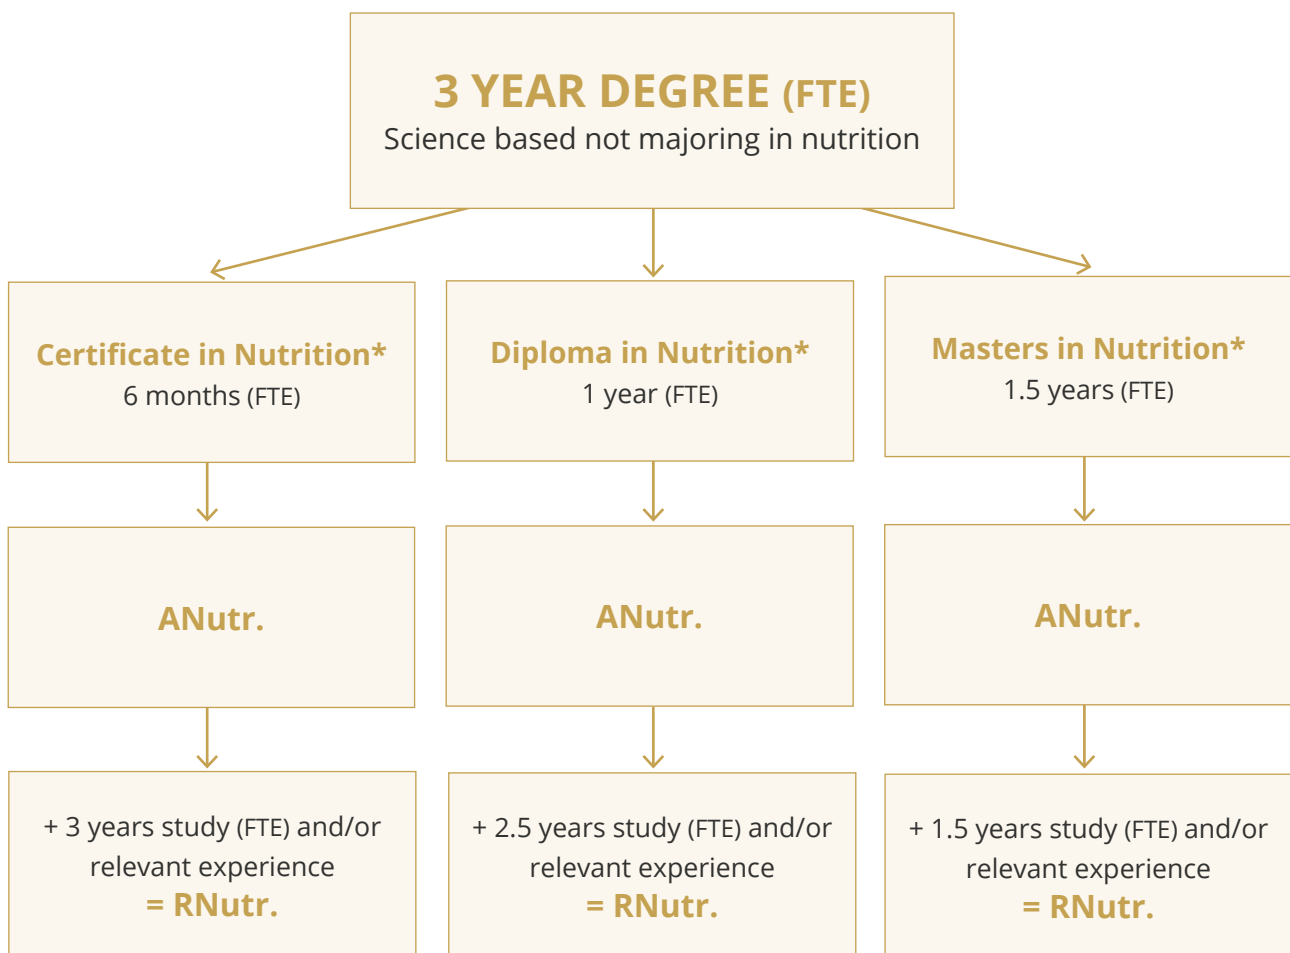 3 YEAR DEGREE (FTE)
Science based not majoring in nutrition
Certificate in Nutrition*
6 months (FTE)
Diploma in Nutrition*
1 year (FTE)
Masters in Nutrition*
1.5 years (FTE)
ANutr.
ANutr.
ANutr.
+ 3 years study (FTE) and/or
relevant experience
= RNutr.
+ 2.5 years study (FTE) and/or
relevant experience
= RNutr.
+ 1.5 years study (FTE) and/or
relevant experience
= RNutr.